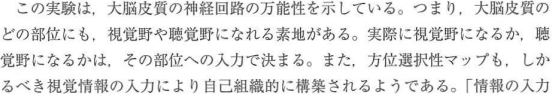 この実験は，大脳皮質の神経回路の万能性を示している。つまり，大脳皮質の
どの部位にも，視覚野や聴覚野になれる素地がある。実際に視覚野になるか，聴
覚野になるかは，その部位への入力で決まる。また，方位選択性マップも，しか
るべき視覚情報の入力により自己組織的に構築されるようである。「情報の入力